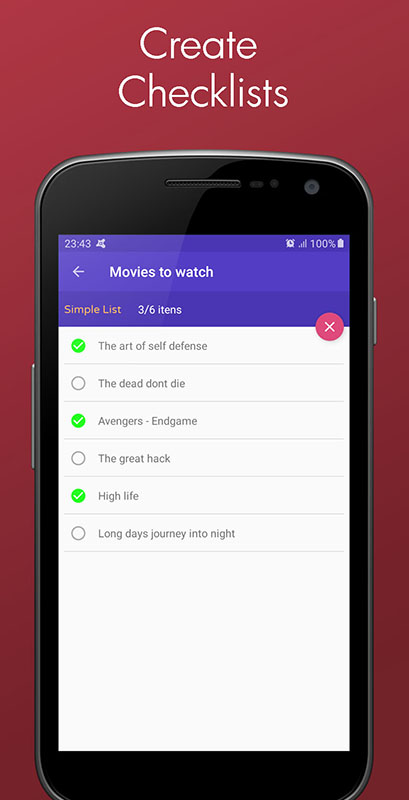 Create
Checklists
23:43 100%
Movies to watch
Simple List 3/6 itens
The art of self defense
The dead dont die
Avengers - Endgame
The great hack
High life
Long days journey into night